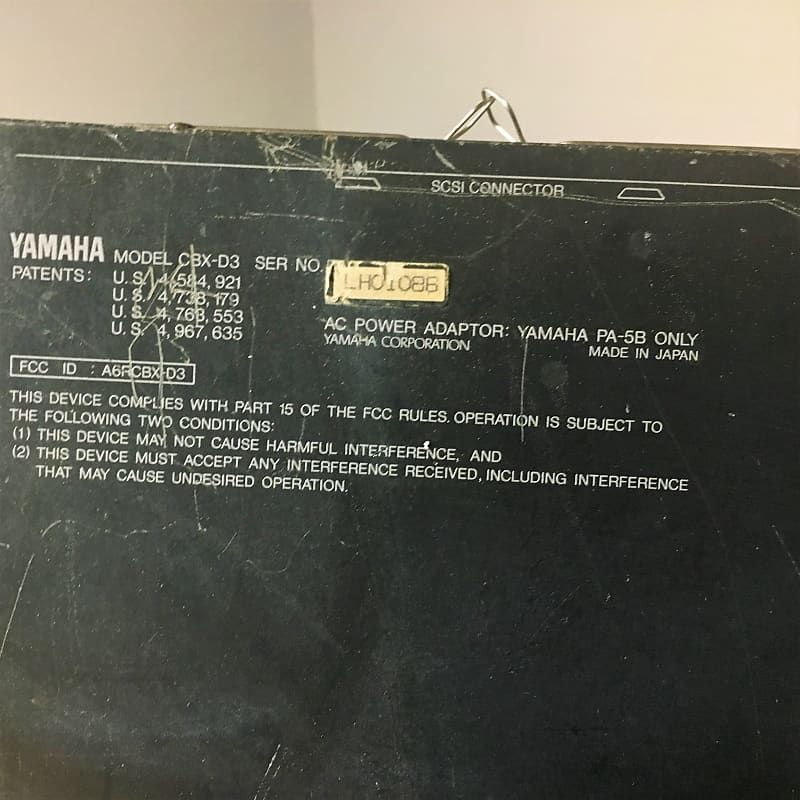 SCSI CONNECTOR
YAMAHA MODEL CBX-D3 SER NO. LH01086
PATENTS: U.S. 4,584,921
U.S. 4,738,179
U.S. 4,763,553
U.S. 4,967,635
AC POWER ADAPTOR: YAMAHA PA-5B ONLY
YAMAHA CORPORATION MADE IN JAPAN
FCC ID : A6RCBX-D3
THIS DEVICE COMPLIES WITH PART 15 OF THE FCC RULES. OPERATION IS SUBJECT TO
THE FOLLOWING TWO CONDITIONS:
(1) THIS DEVICE MAY NOT CAUSE HARMFUL INTERFERENCE, AND
(2) THIS DEVICE MUST ACCEPT ANY INTERFERENCE RECEIVED, INCLUDING INTERFERENCE
THAT MAY CAUSE UNDESIRED OPERATION.